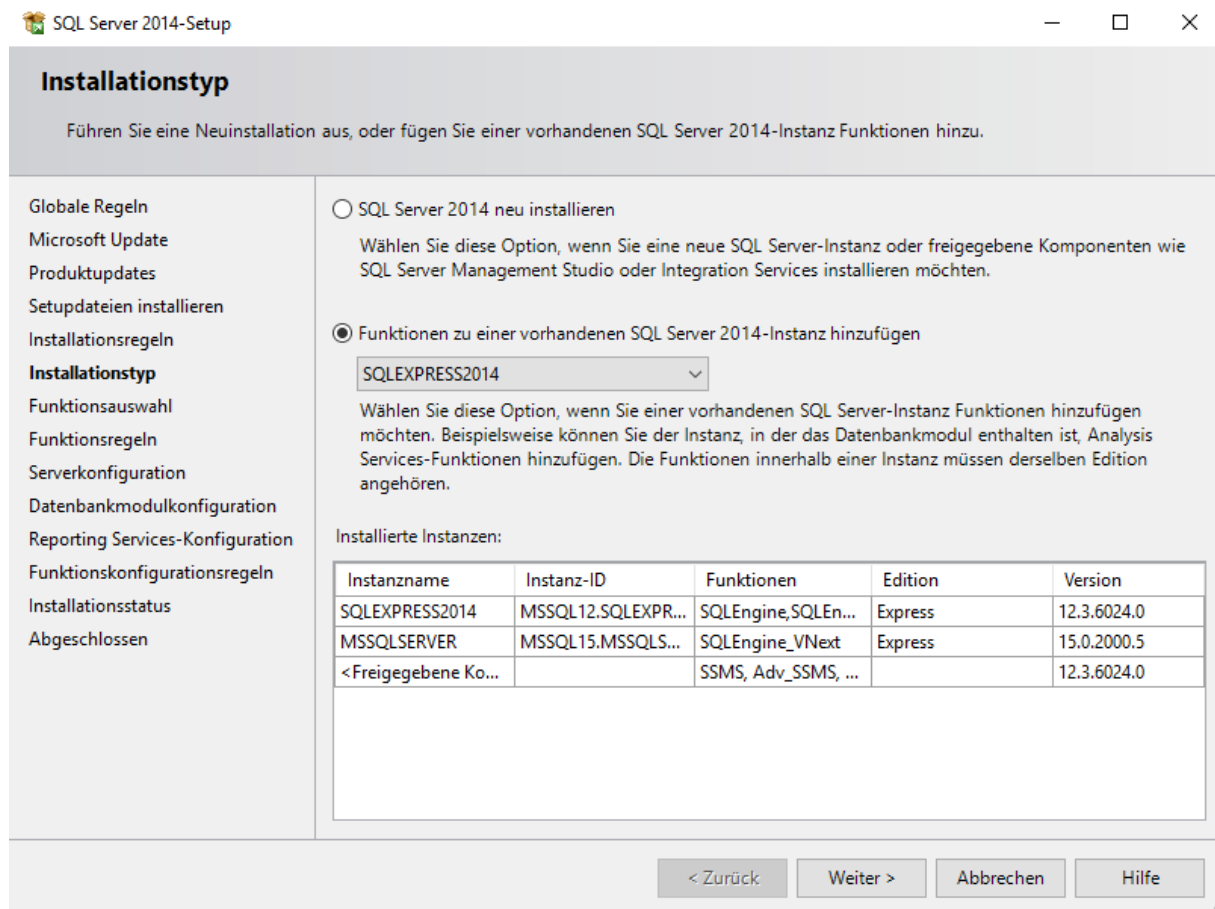 SQL Server 2014-Setup
Installationstyp
Führen Sie eine Neuinstallation aus, oder fügen Sie einer vorhandenen SQL Server 2014-Instanz Funktionen hinzu.
Globale Regeln
Microsoft Update
Produktupdates
Setupdateien installieren
Installationsregeln
Installationstyp
Funktionsauswahl
Funktionsregeln
Serverkonfiguration
Datenbankmodulkonfiguration
Reporting Services-Konfiguration
Funktionskonfigurationsregeln
Installationsstatus
Abgeschlossen
SQL Server 2014 neu installieren
Wählen Sie diese Option, wenn Sie eine neue SQL Server-Instanz oder freigegebene Komponenten wie
SQL Server Management Studio oder Integration Services installieren möchten.
Funktionen zu einer vorhandenen SQL Server 2014-Instanz hinzufügen
SQLEXPRESS2014
Wählen Sie diese Option, wenn Sie einer vorhandenen SQL Server-Instanz Funktionen hinzufügen
möchten. Beispielsweise können Sie der Instanz, in der das Datenbankmodul enthalten ist, Analysis
Services-Funktionen hinzufügen. Die Funktionen innerhalb einer Instanz müssen derselben Edition
angehören.
Installierte Instanzen:
Instanzname Instanz-ID Funktionen Edition Version
SQLEXPRESS2014 MSSQL12.SQLEXPR... SQLEngine,SQLEn... Express 12.3.6024.0
MSSQLSERVER MSSQL15.MSSQLS... SQLEngine_VNext Express 15.0.2000.5
<Freigegebene Ko... SSMS, Adv_SSMS, ... 12.3.6024.0
< Zurück Weiter > Abbrechen Hilfe